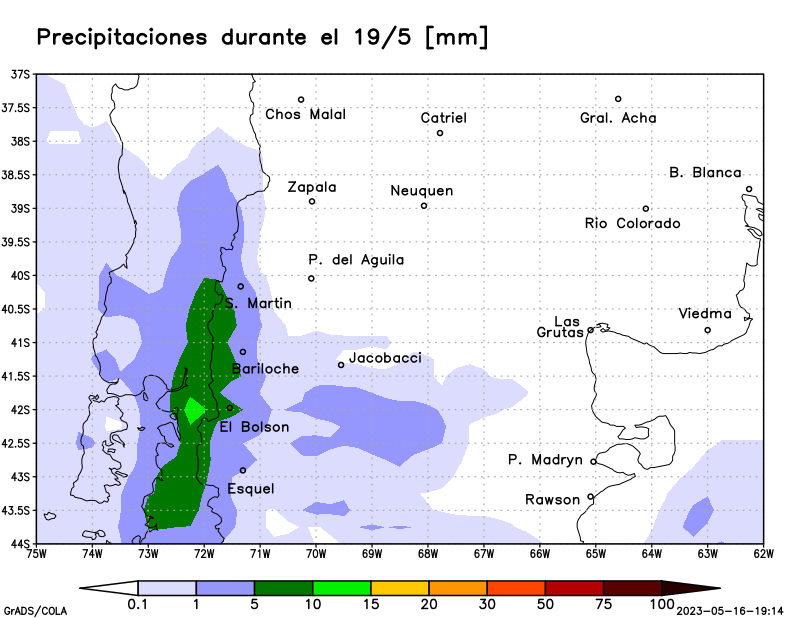 Precipitaciones durante el 19/5 [mm]
37S
37.5S
Chos Malal
Catriel
Gral. Acha
38S
38.5S
B. Blanca
Zapala
Neuquen
39S
Rio Colorado
39.5S
P. del Aguila
40S
S. Martin
40.5S
Viedma
Las
Grutas
41S
Jacobacci
Bariloche
41.5S
42S
El Bolson
42.5S
P. Madryn
43S
Esquel
Rawson
43.5S
44S
75W 74W 73W 72W 71W 70W 69W 68W 67W 66W 65W 64W 63W 62W
0.1 1 5 10 15 20 30 50 75 100
GrADS/COLA
2023-05-16-19:14